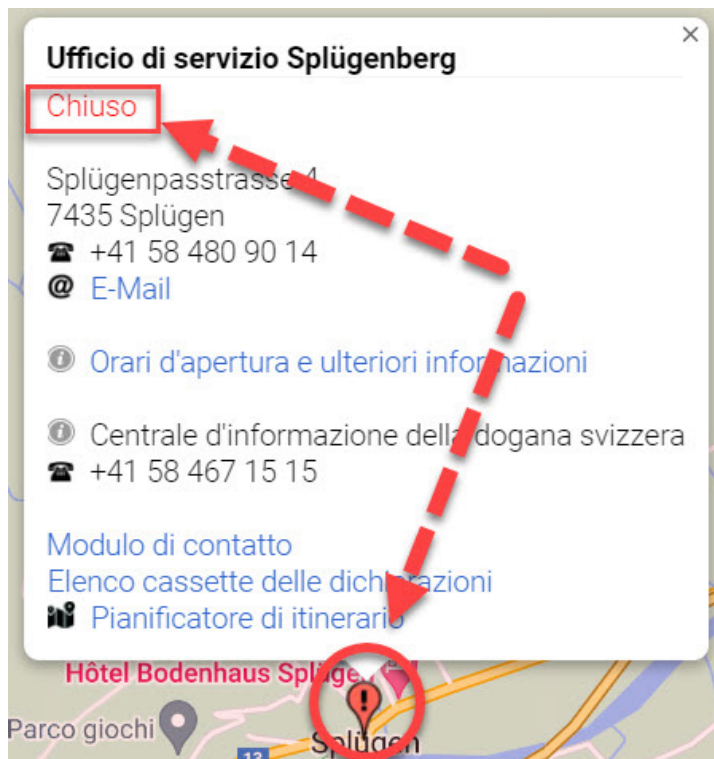 Ufficio di servizio Splügenberg
Chiuso
Splügenpasstrasse 4
7435 Splügen
+41 58 480 90 14
@ E-Mail
Orari d'apertura e ulteriori informazioni
Centrale d'informazione della dogana svizzera
+41 58 467 15 15
Modulo di contatto
Elenco cassette delle dichiarazioni
Pianificatore di itinerario
Hôtel Bodenhaus Splügen
Parco giochi
Splügen
13